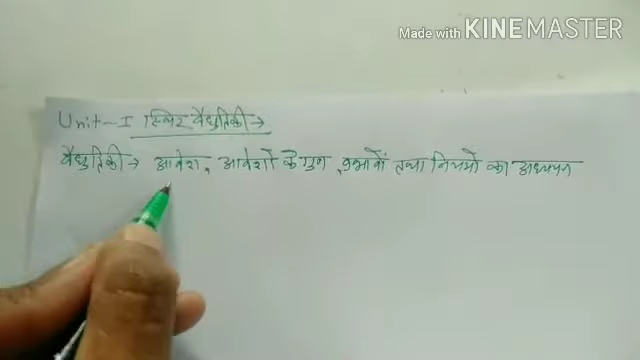 Made with KINEMASTER
Unit-I स्थिर वैद्युतिकी →
वैद्युतिकी → आवेश, आवेशों के गुण, प्रभावों तथा नियमों का अध्ययन